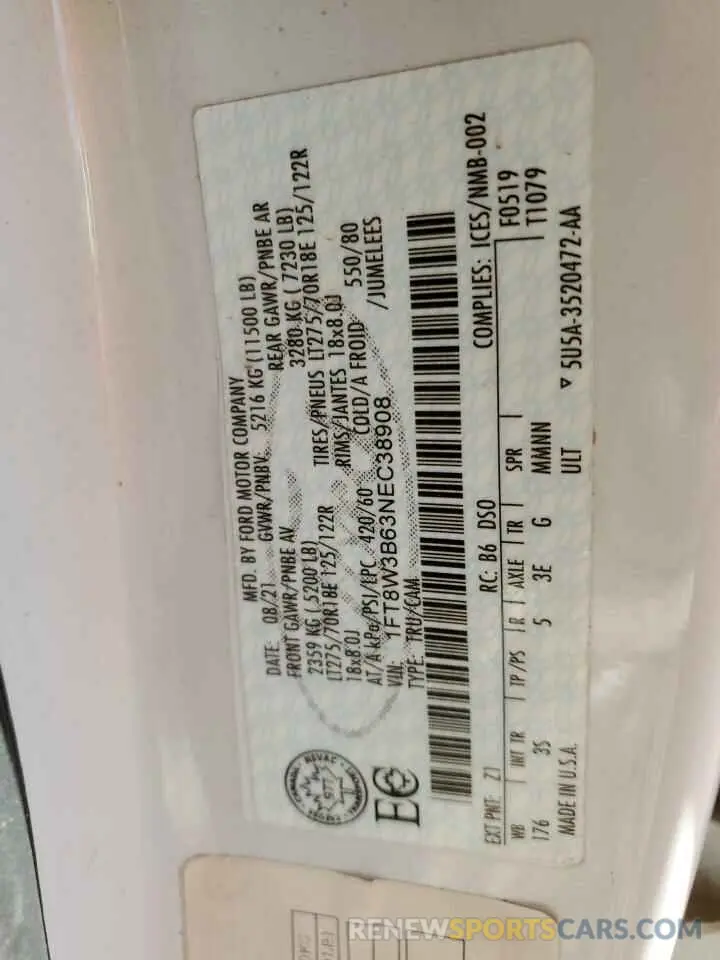 MFD. BY FORD MOTOR COMPANY
DATE: 08/21 GVWR/PNBV: 5216 KG (11500 LB)
FRONT GAWR/PNBE AV REAR GAWR/PNBE AR
2359 KG ( 5200 LB) 3280 KG ( 7230 LB)
LT275/70R18E 125/122R TIRES/PNEUS LT275/70R18E 125/122R
18x8.0J RIMS/JANTES 18x8.0J
AT/A kPa/PSI/LPC 420/60 COLD/A FROID 550/80
VIN: 1FT8W3B63NEC38908 /JUMELEES
TYPE: TRU/CAM
COMPLIES: ICES/NMB-002
EXT PNT: Z1 RC: B6 DSO F0519
WB INT TR TP/PS R AXLE TR SPR T1079
176 3S 5 3E G MMNN
MADE IN U.S.A. ULT 5U5A-3520472-AA
CANADA
977
EC
RENEWSPORTSCARS.COM